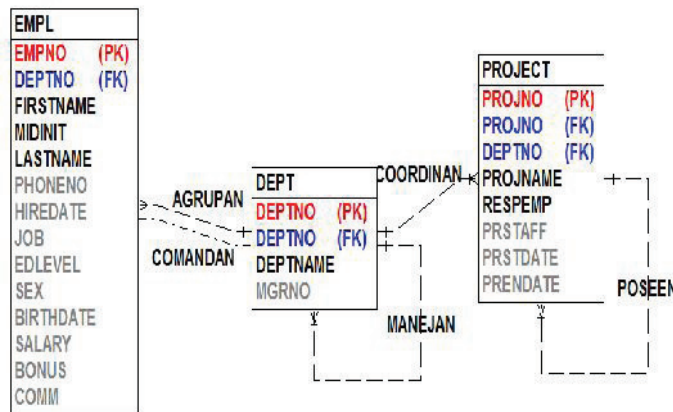 EMPL
EMPNO (PK)
DEPTNO (FK)
FIRSTNAME
MIDINIT
LASTNAME
PHONENO
HIREDATE
JOB
EDLEVEL
SEX
BIRTHDATE
SALARY
BONUS
COMM
AGRUPAN
COMANDAN
DEPT
DEPTNO (PK)
DEPTNO (FK)
DEPTNAME
MGRNO
MANEJAN
COORDINAN
PROJECT
PROJNO (PK)
PROJNO (FK)
DEPTNO (FK)
PROJNAME
RESPEMP
PRSTAFF
PRSTDATE
PRENDATE
POSEEN